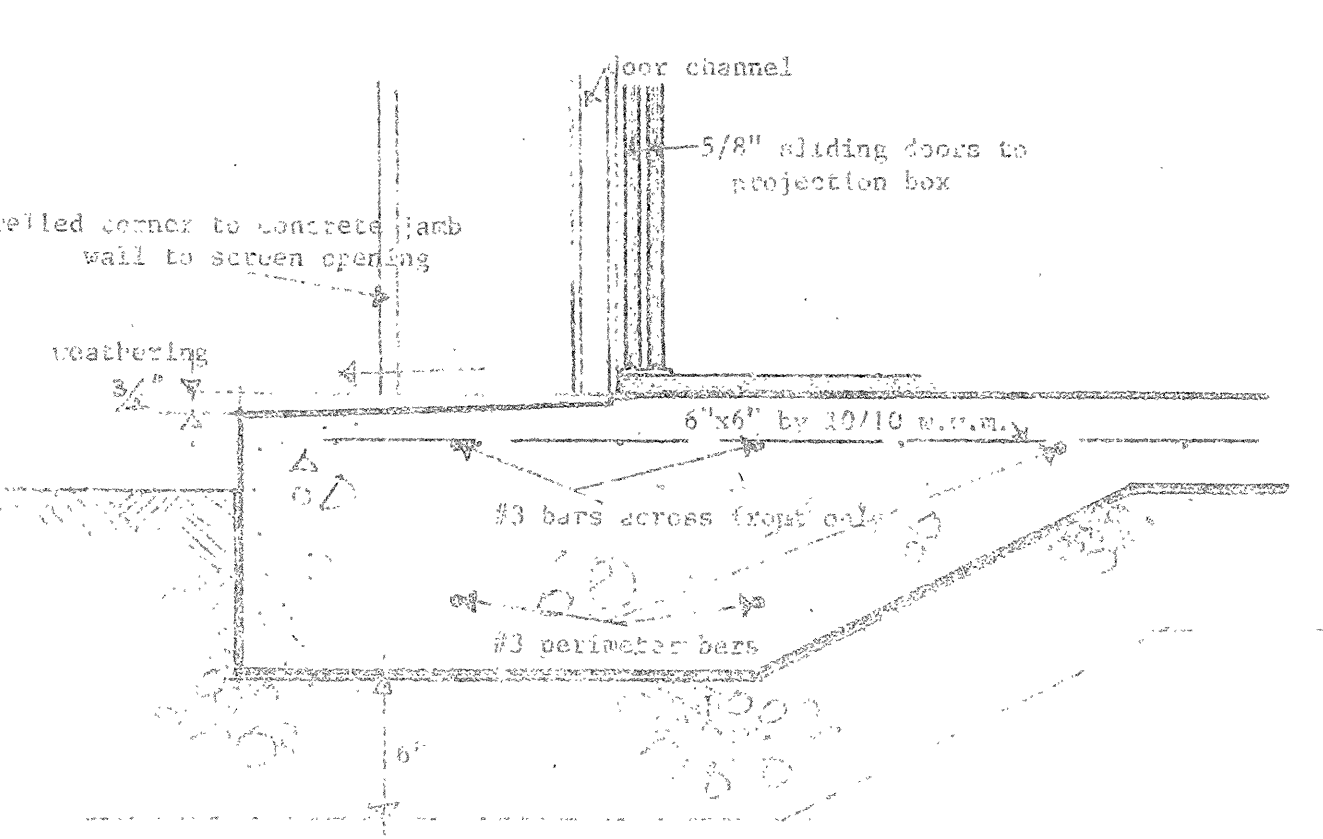 door channel
5/8" sliding doors to
projection box
corner to concrete jamb
wall to screen opening
weathering
3/4"
6"x6" by 10/10 w.w.m.
#3 bars across front only
#3 perimeter bars
6"